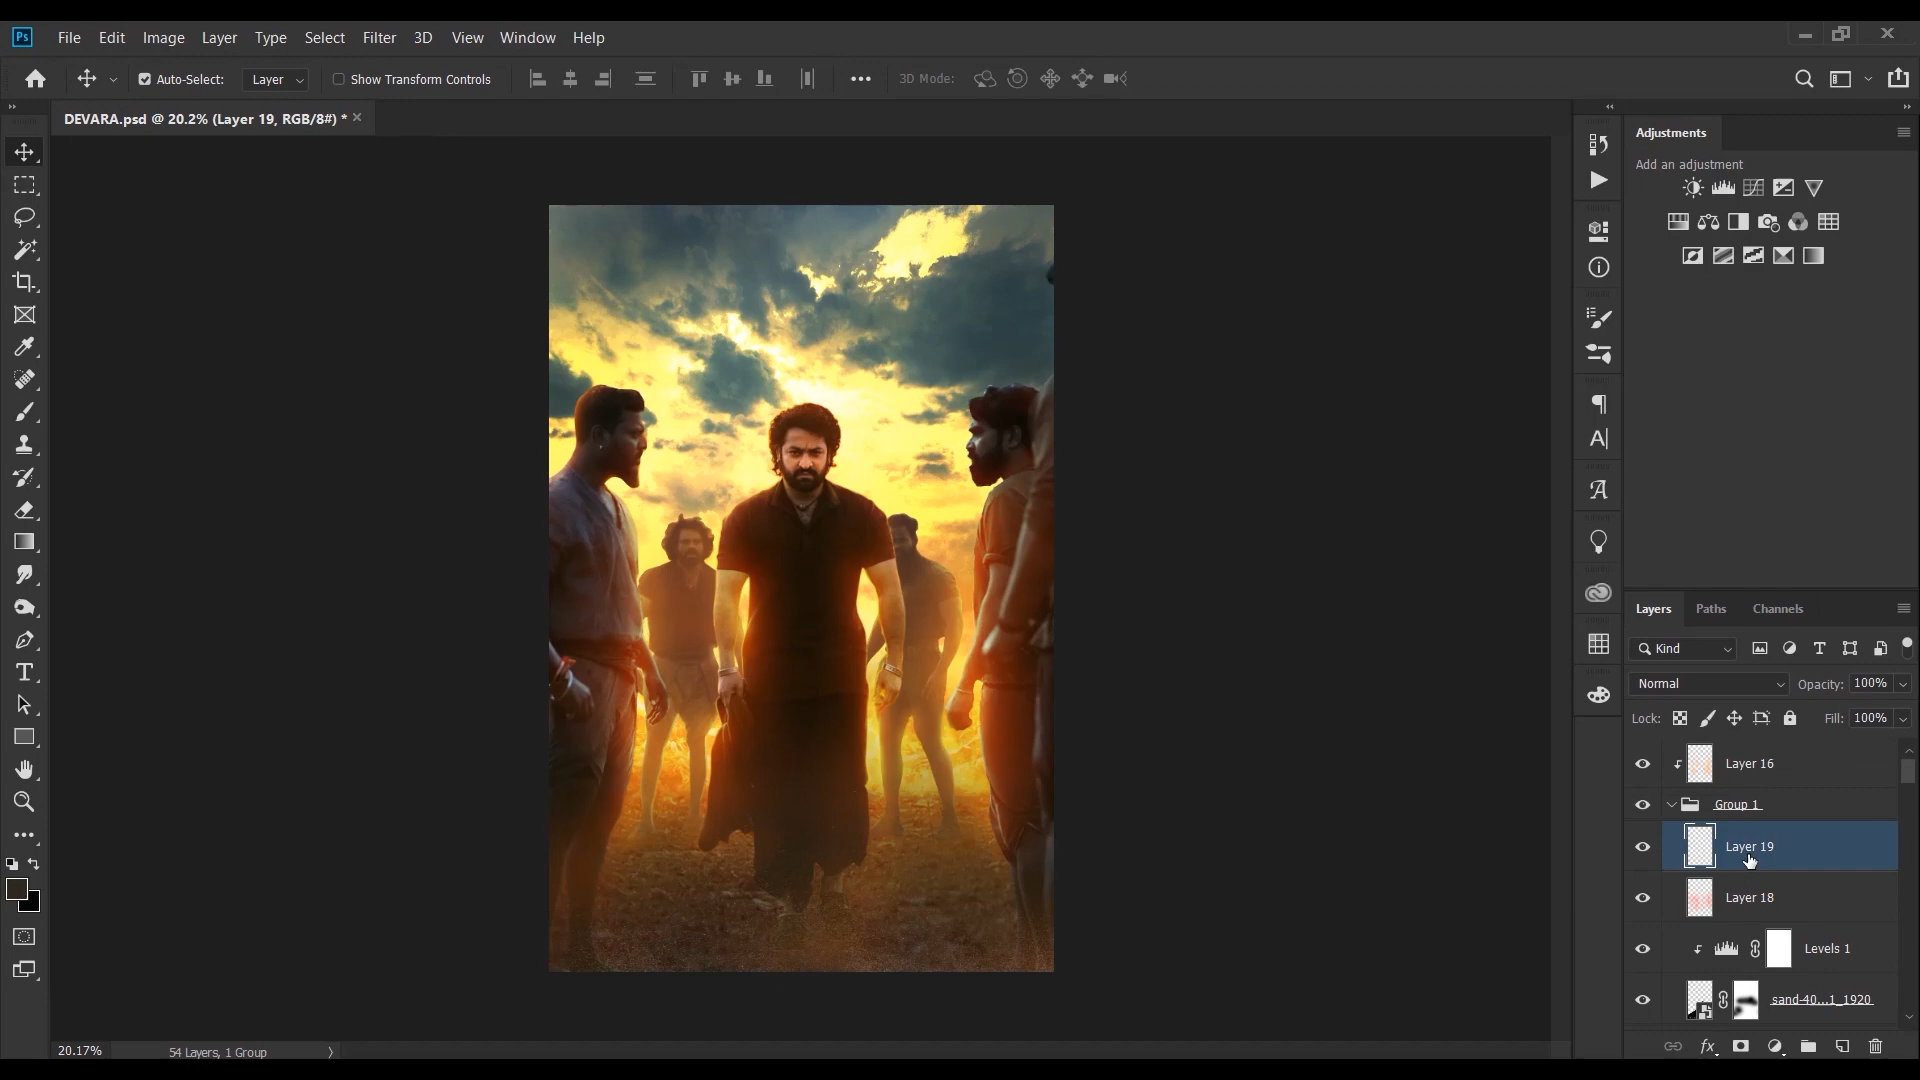 Ps File Edit Image Layer Type Select Filter 3D View Window Help
Auto-Select: Layer Show Transform Controls 3D Mode:
DEVARA.psd @ 20.2% (Layer 19, RGB/8#) *
Adjustments
Add an adjustment
Layers Paths Channels
Kind
Normal Opacity: 100%
Lock: Fill: 100%
Layer 16
Group 1
Layer 19
Layer 18
Levels 1
sand-40...1_1920
20.17% 54 Layers, 1 Group
fx